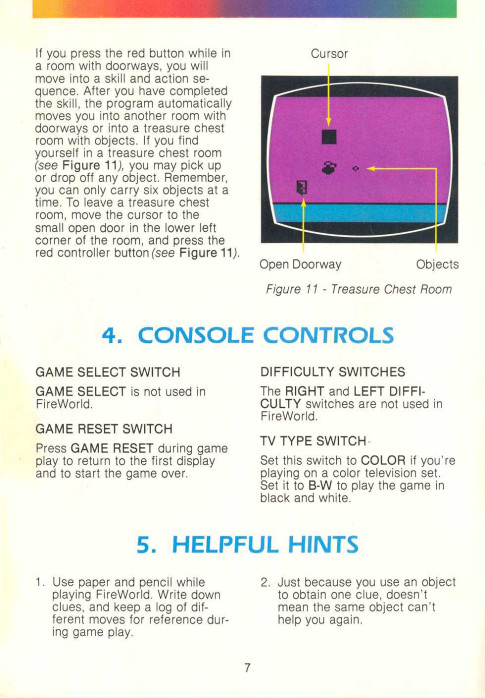 If you press the red button while in
a room with doorways, you will
move into a skill and action se-
quence. After you have completed
the skill, the program automatically
moves you into another room with
doorways or into a treasure chest
room with objects. If you find
yourself in a treasure chest room
(see Figure 11), you may pick up
or drop off any object. Remember,
you can only carry six objects at a
time. To leave a treasure chest
room, move the cursor to the
small open door in the lower left
corner of the room, and press the
red controller button (see Figure 11).
Cursor
Open Doorway
Objects
Figure 11 - Treasure Chest Room
4. CONSOLE CONTROLS
GAME SELECT SWITCH
GAME SELECT is not used in
FireWorld.
GAME RESET SWITCH
Press GAME RESET during game
play to return to the first display
and to start the game over.
DIFFICULTY SWITCHES
The RIGHT and LEFT DIFFI-
CULTY switches are not used in
FireWorld.
TV TYPE SWITCH
Set this switch to COLOR if you're
playing on a color television set.
Set it to B-W to play the game in
black and white.
5. HELPFUL HINTS
1. Use paper and pencil while
playing FireWorld. Write down
clues, and keep a log of dif-
ferent moves for reference dur-
ing game play.
2. Just because you use an object
to obtain one clue, doesn't
mean the same object can't
help you again.
7